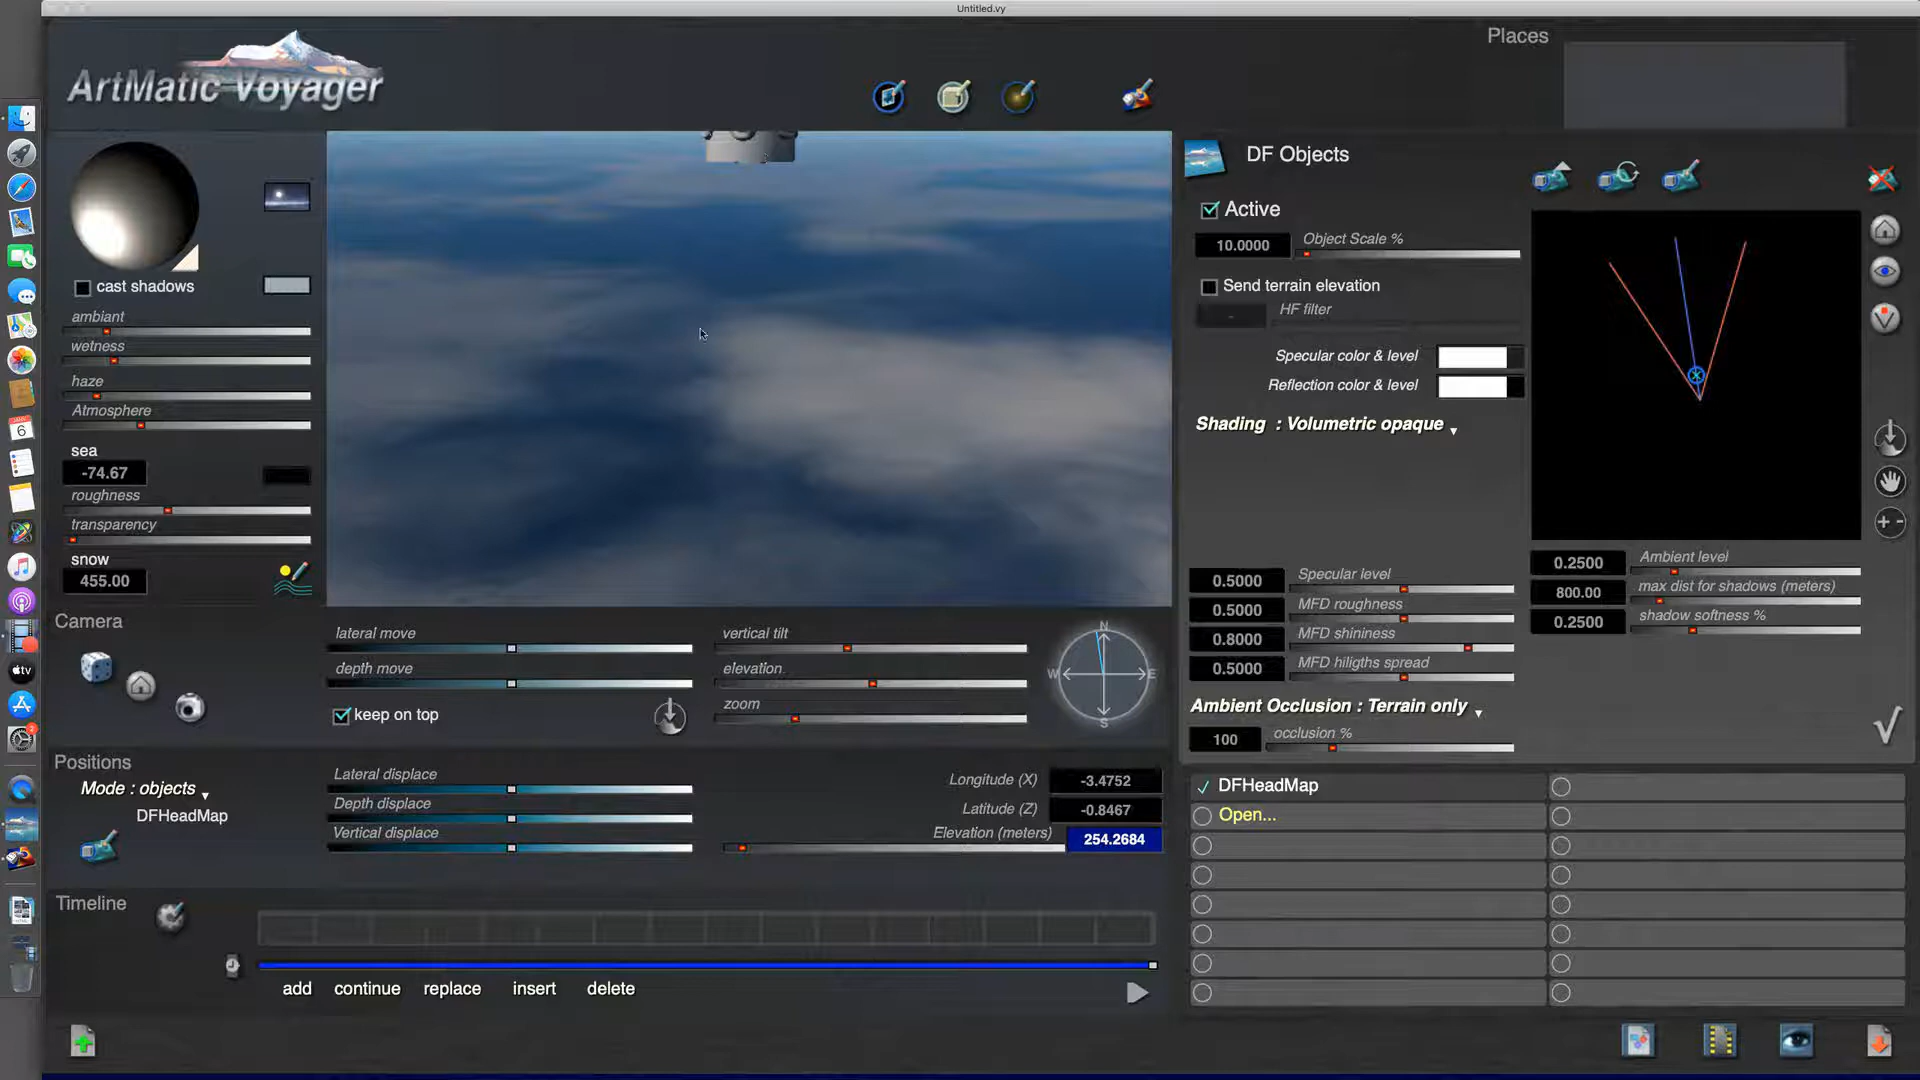 Untitled.vy
ArtMatic Voyager
Places
cast shadows
ambiant
wetness
haze
Atmosphere
sea
-74.67
roughness
transparency
snow
455.00
DF Objects
Active
10.0000
Object Scale %
Send terrain elevation
-
HF filter
Specular color & level
Reflection color & level
Shading : Volumetric opaque
0.5000
Specular level
0.5000
MFD roughness
0.8000
MFD shininess
0.5000
MFD hiligths spread
0.2500
Ambient level
800.00
max dist for shadows (meters)
0.2500
shadow softness %
Ambient Occlusion : Terrain only
100
occlusion %
Camera
lateral move
depth move
keep on top
vertical tilt
elevation
zoom
N
W
E
S
Positions
Mode : objects
DFHeadMap
Lateral displace
Depth displace
Vertical displace
Longitude (X)
-3.4752
Latitude (Z)
-0.8467
Elevation (meters)
254.2684
DFHeadMap
Open...
Timeline
add
continue
replace
insert
delete
6
tv
2